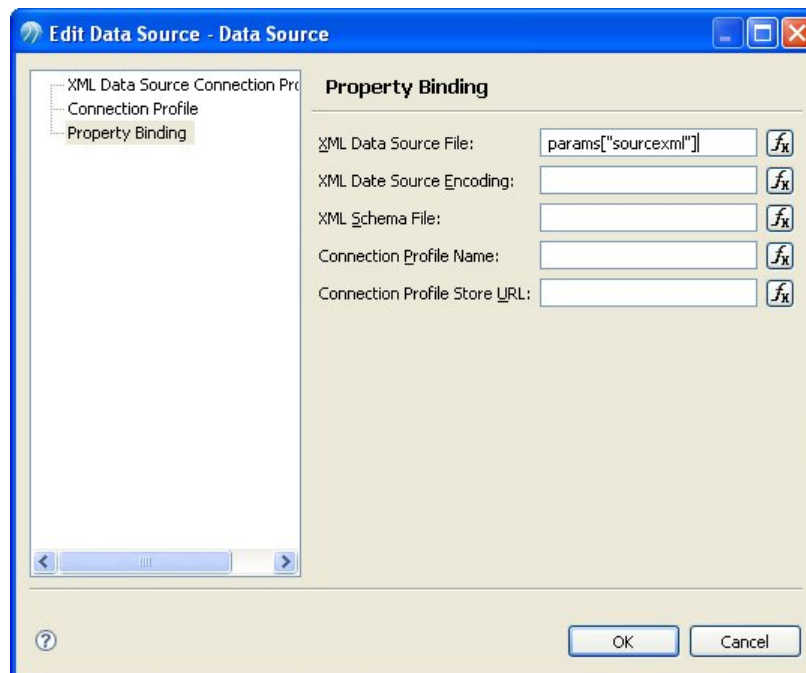 Edit Data Source - Data Source
XML Data Source Connection Pro
Connection Profile
Property Binding
Property Binding
XML Data Source File: params["sourcexml"]
XML Date Source Encoding:
XML Schema File:
Connection Profile Name:
Connection Profile Store URL:
OK Cancel